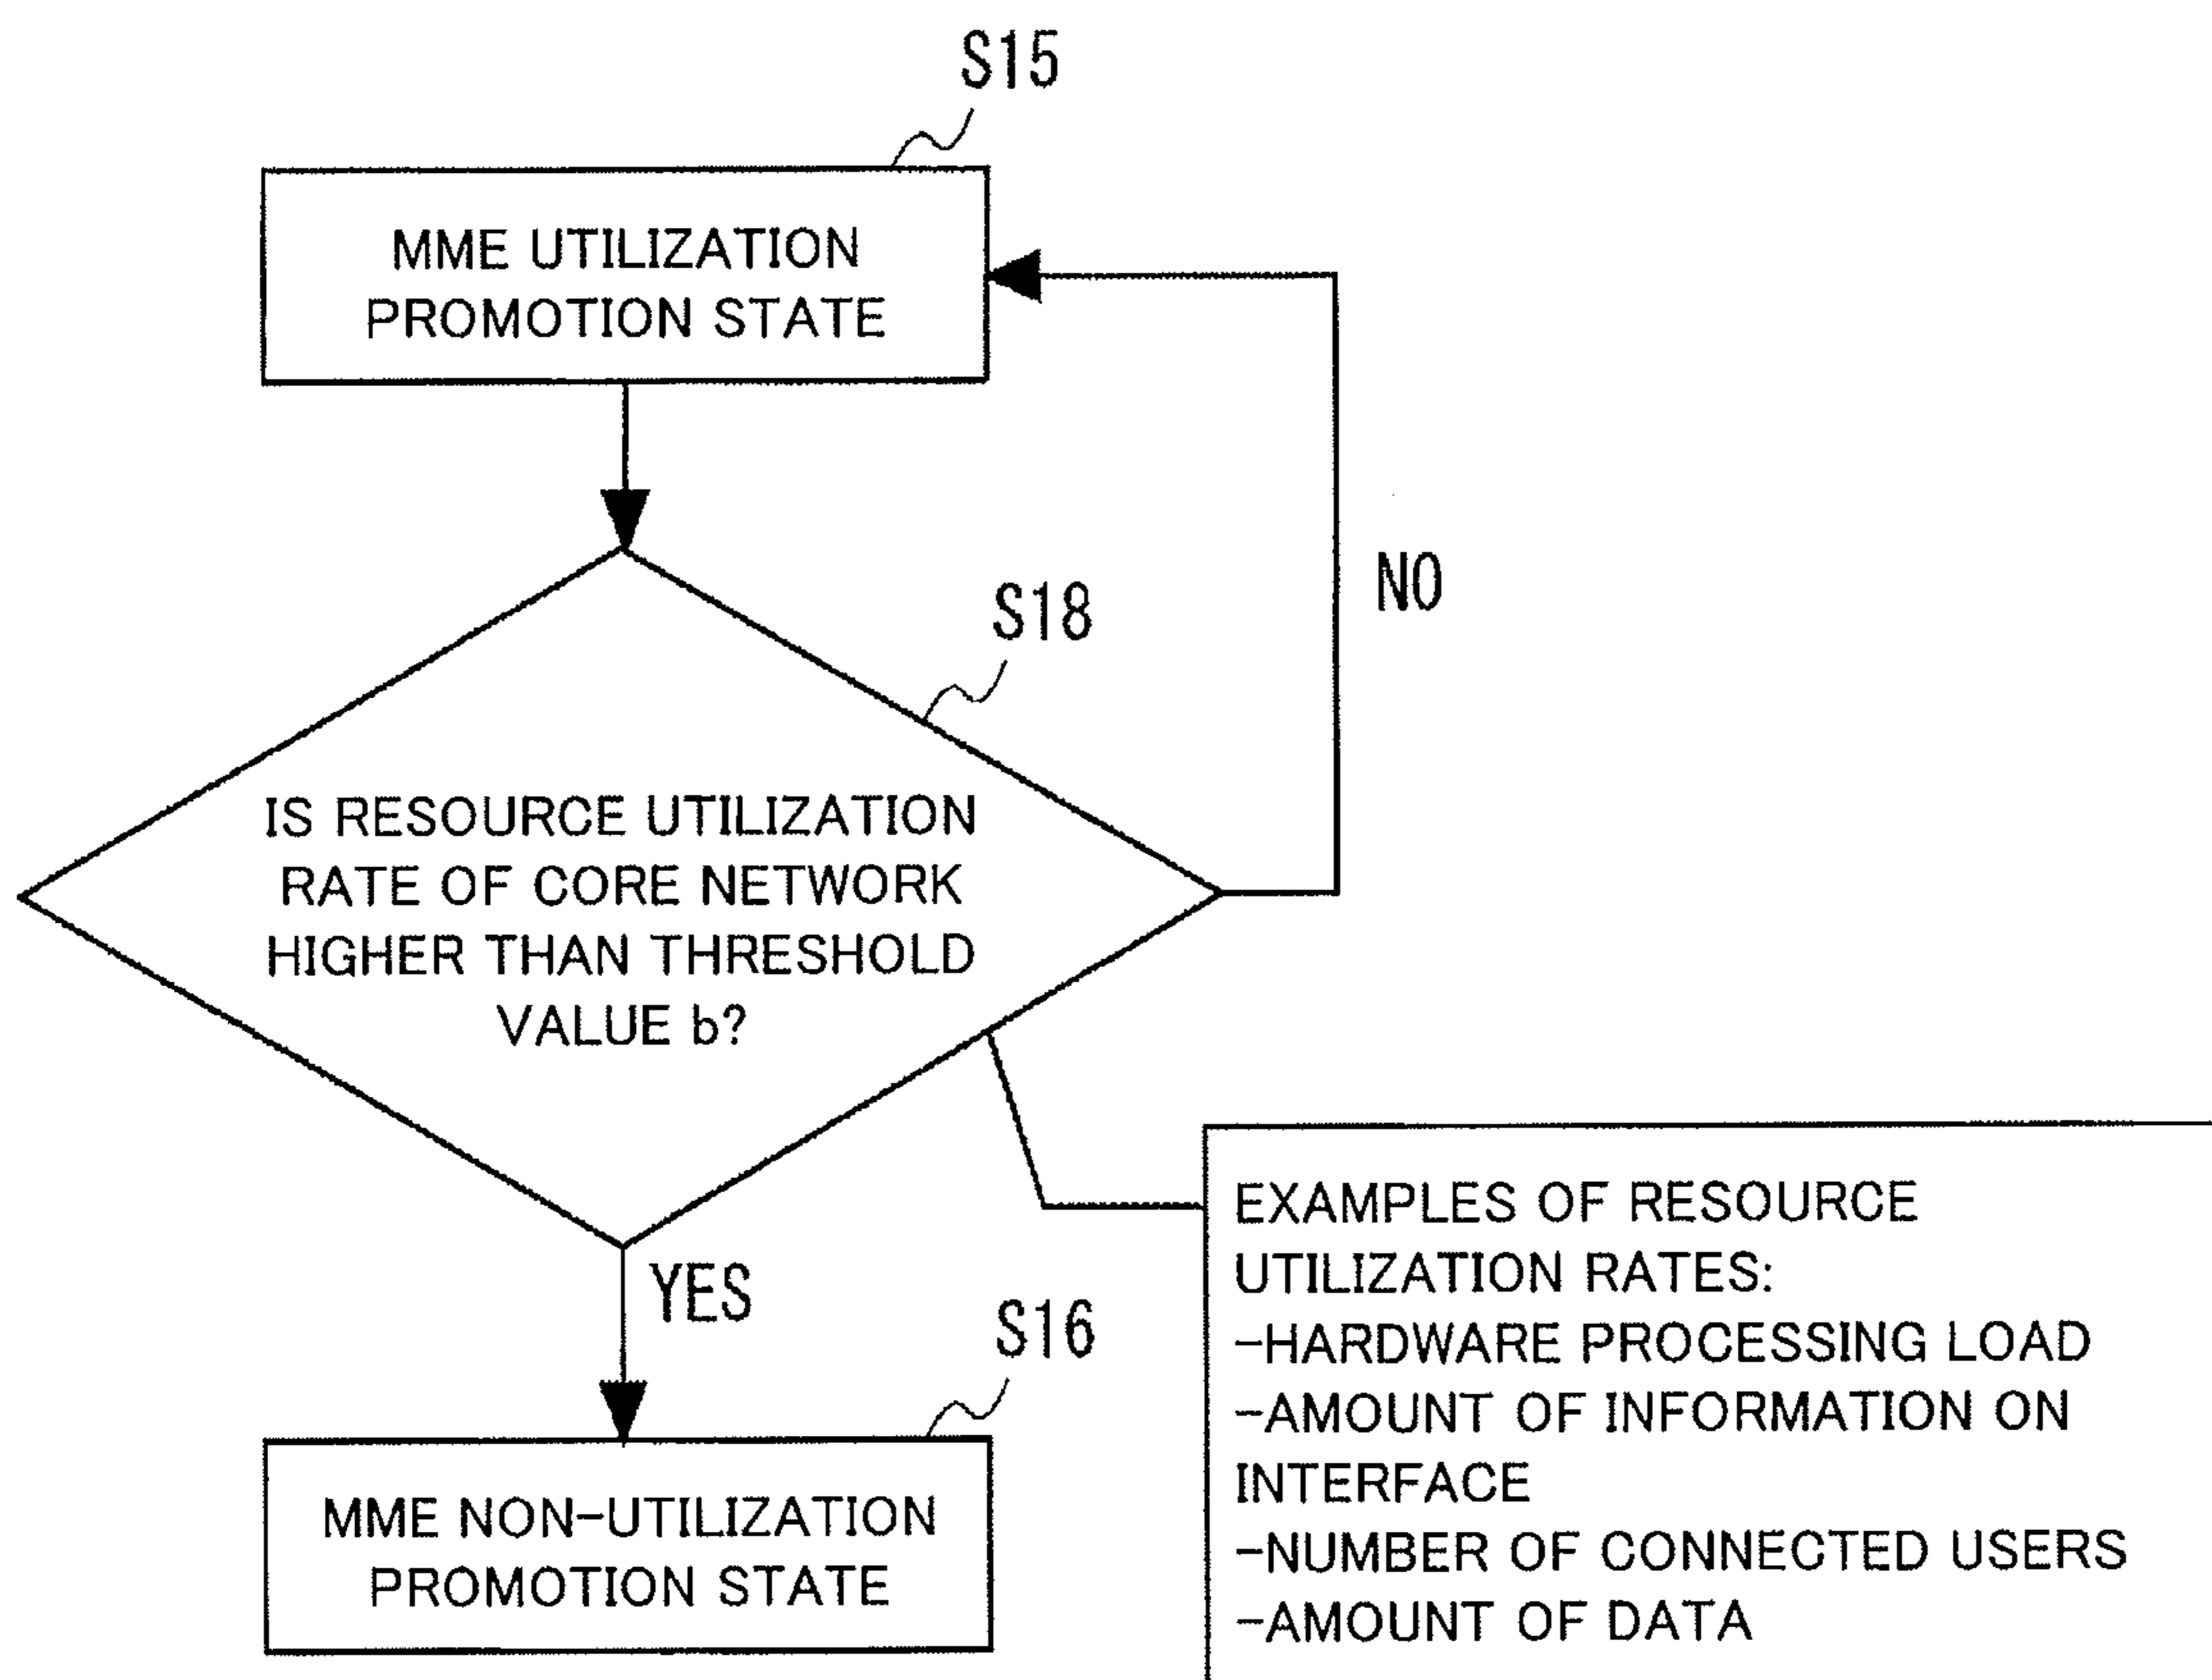 S15
MME UTILIZATION
PROMOTION STATE
NO
S18
IS RESOURCE UTILIZATION
RATE OF CORE NETWORK
HIGHER THAN THRESHOLD
VALUE b?
YES
S16
MME NON-UTILIZATION
PROMOTION STATE
EXAMPLES OF RESOURCE
UTILIZATION RATES:
-HARDWARE PROCESSING LOAD
-AMOUNT OF INFORMATION ON
INTERFACE
-NUMBER OF CONNECTED USERS
-AMOUNT OF DATA